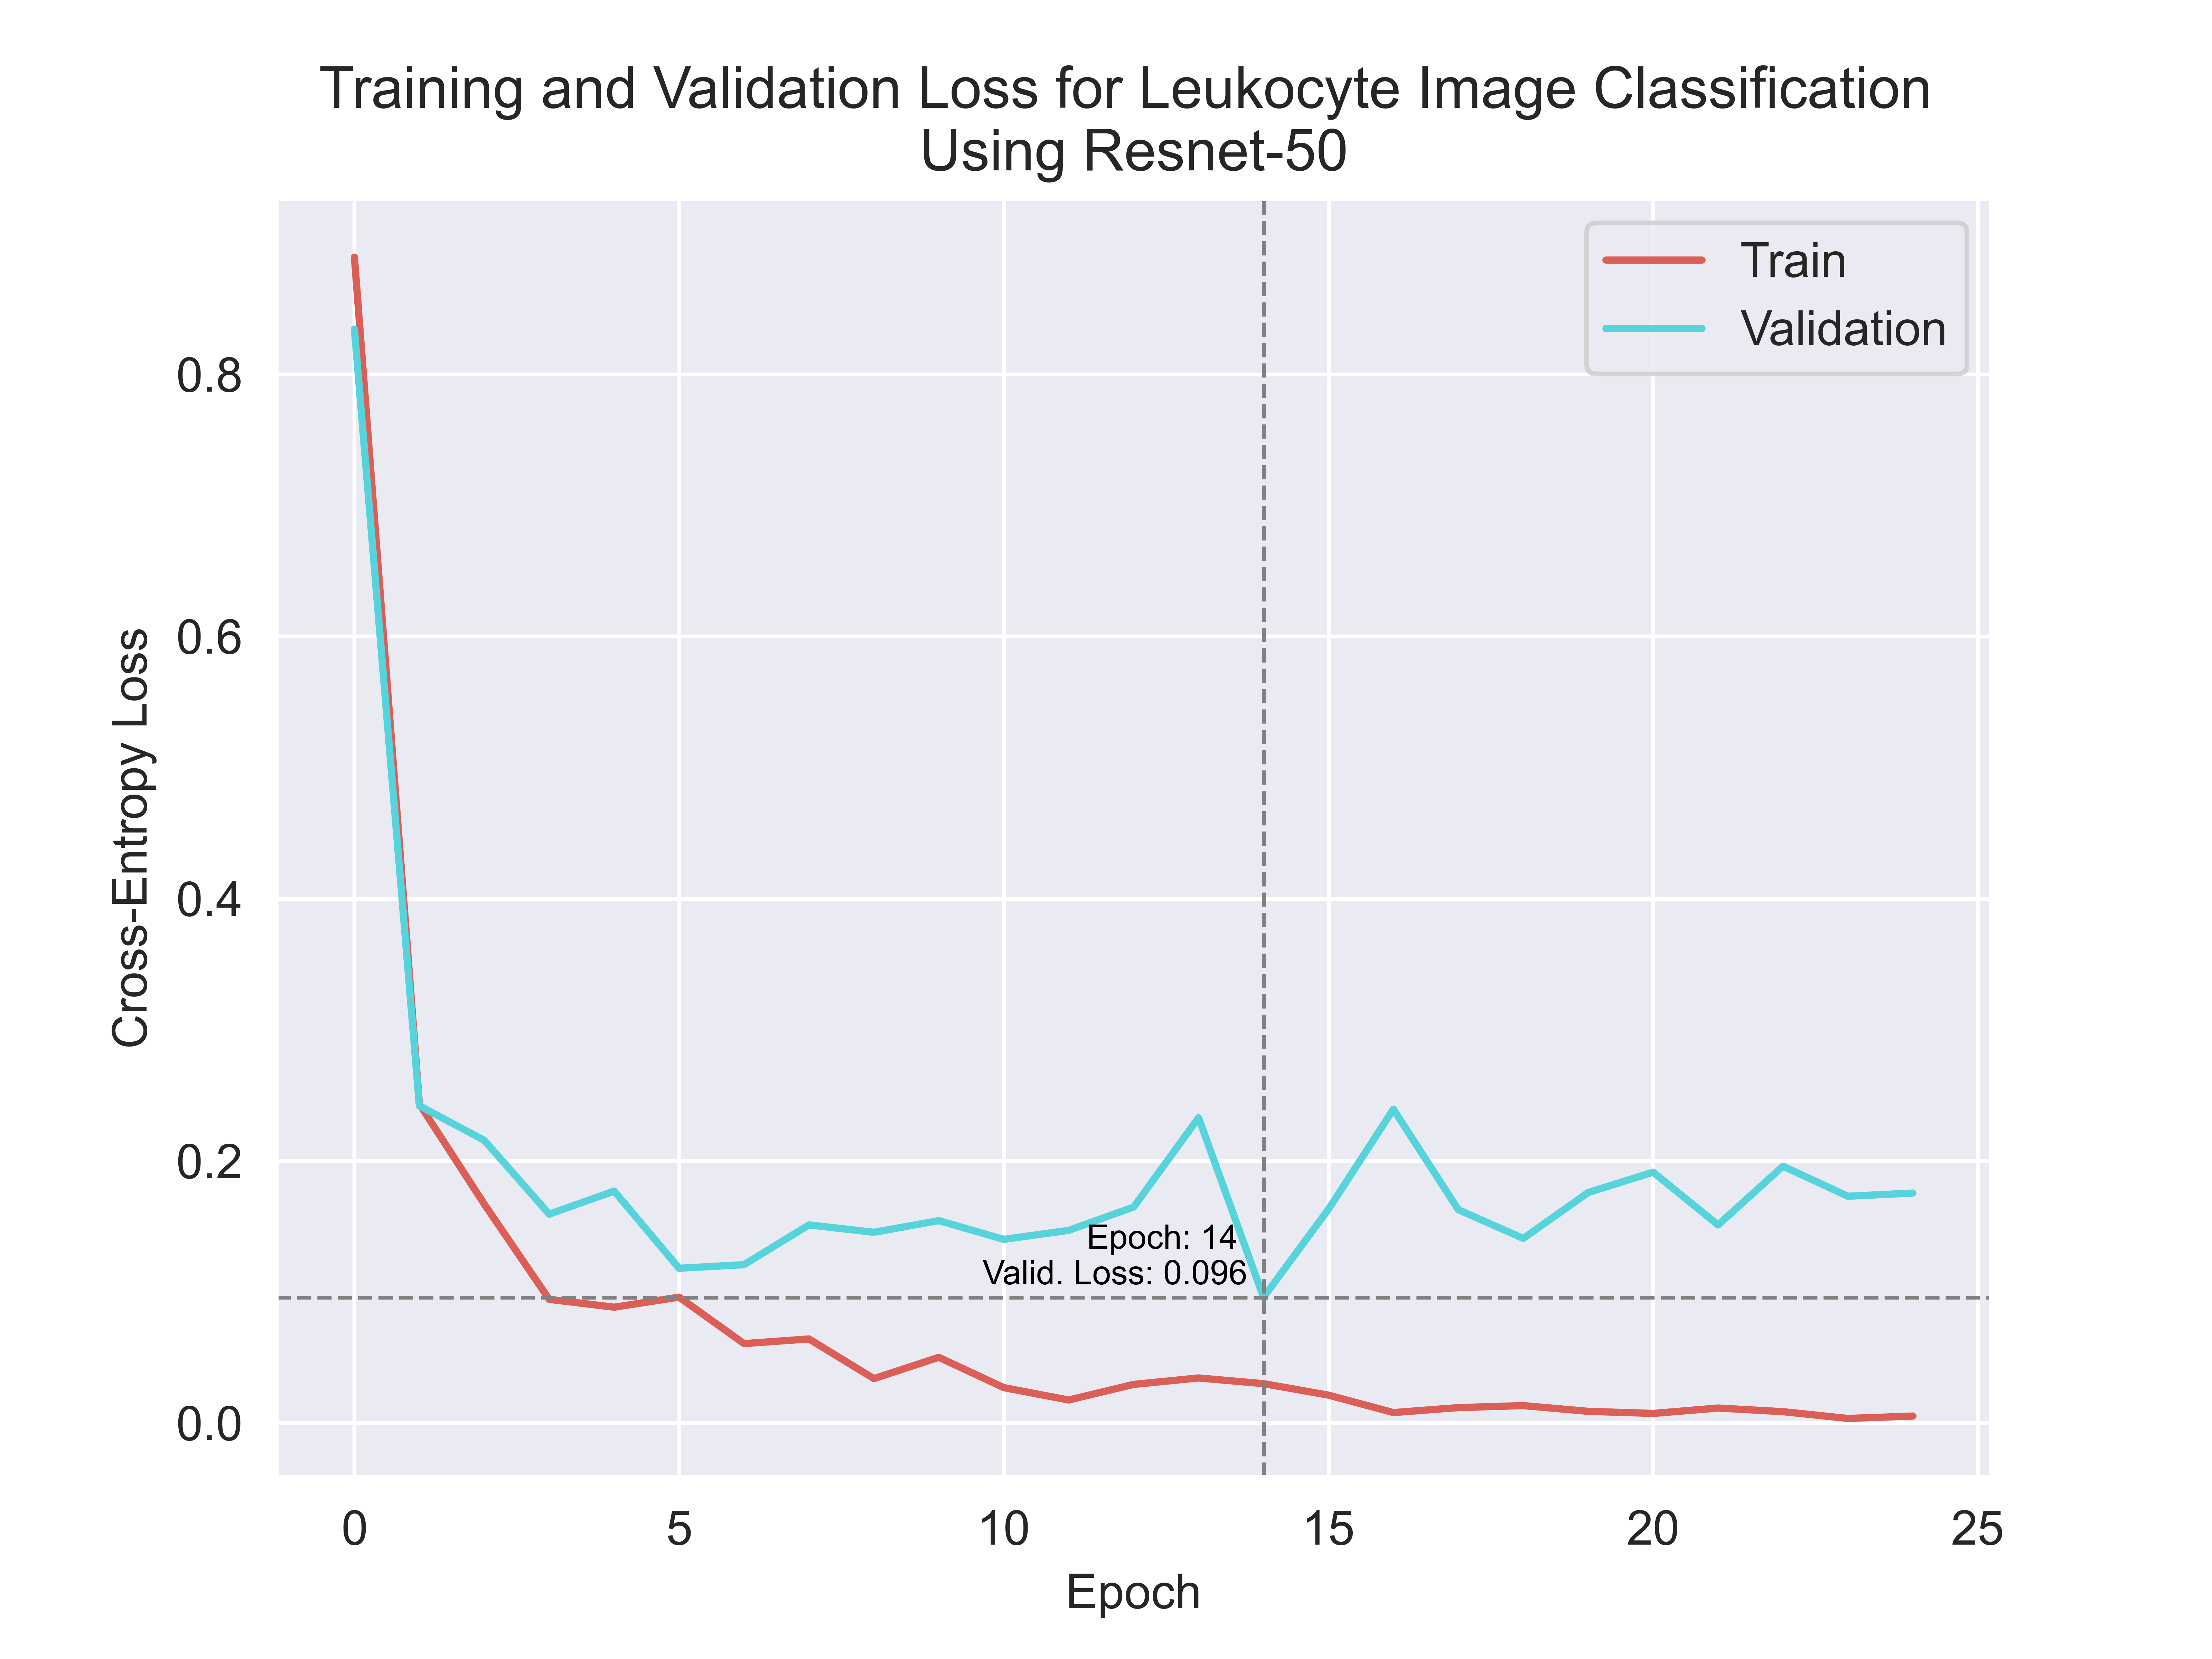 Training and Validation Loss for Leukocyte Image Classification
Using Resnet-50
Train
Validation
0.8
0.6
0.4
0.2
0.0
Cross-Entropy Loss
Epoch: 14
Valid. Loss: 0.096
0 5 10 15 20 25
Epoch